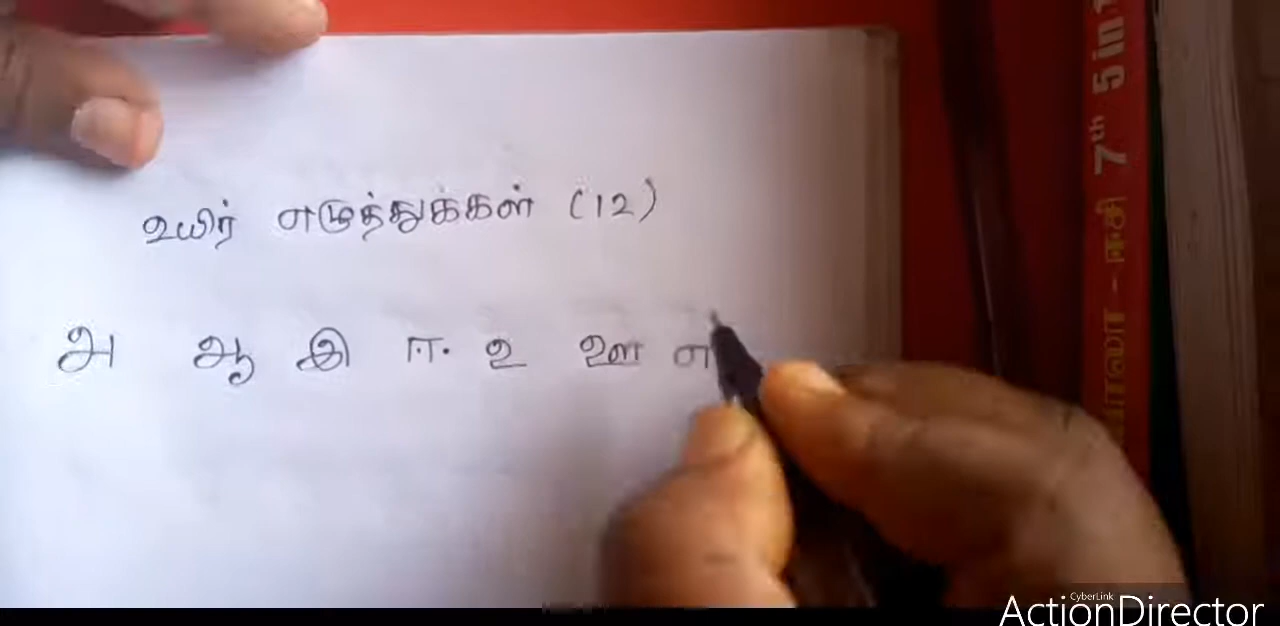 உயிர் எழுத்துக்கள் (12)
அ ஆ இ ஈ உ ஊ எ
7th 5 in 1
CyberLink
ActionDirector